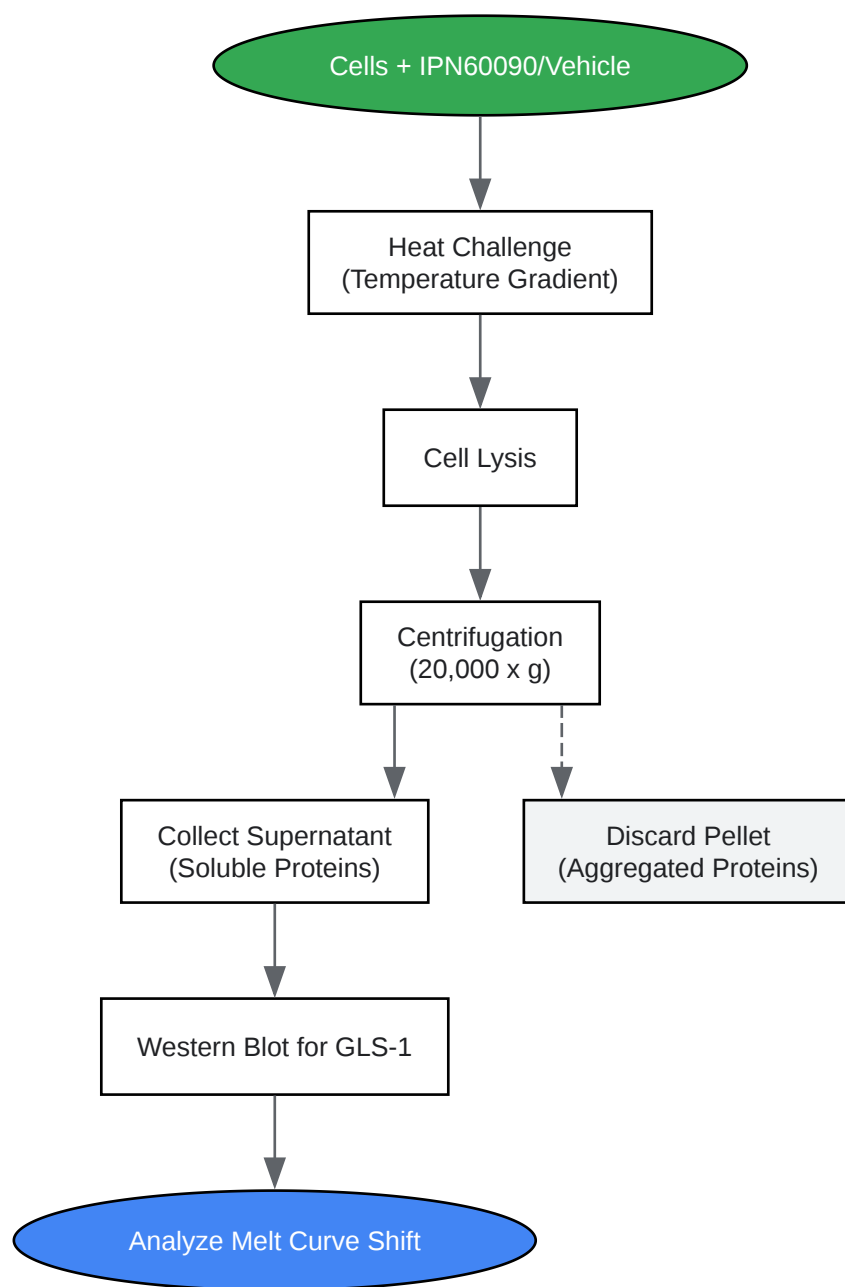 Cells + IPN60090/Vehicle
Heat Challenge
(Temperature Gradient)
Cell Lysis
Centrifugation
(20,000 x g)
Collect Supernatant
(Soluble Proteins)
Discard Pellet
(Aggregated Proteins)
Western Blot for GLS-1
Analyze Melt Curve Shift